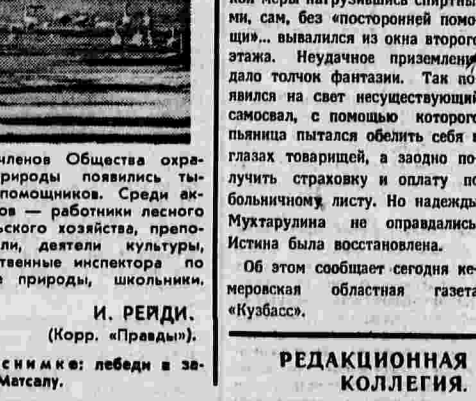 членов Общества охра-
природы появились ты-
помощников. Среди ак-
ов — работники лесного
ьского хозяйства, препо-
ли, деятели культуры,
твенные инспектора по
е природы, школьники.
И. РЕЙДИ.
(Корр. «Правды»).
снимке: лебеди в за-
Матсалу.
кой меры нагрузившись спиртны
ми, сам, без «посторонней помо
щи»... вывалился из окна второго
этажа. Неудачное приземлени
дало толчок фантазии. Так по
явился на свет несуществующий
самосвал, с помощью которого
пьяница пытался обелить себя в
глазах товарищей, а заодно по
лучить страховку и оплату по
больничному листу. Но надежды
Мухтарулина не оправдались
Истина была восстановлена.
Об этом сообщает сегодня ке
меровская областная газета
«Кузбасс».
РЕДАКЦИОННАЯ
КОЛЛЕГИЯ.